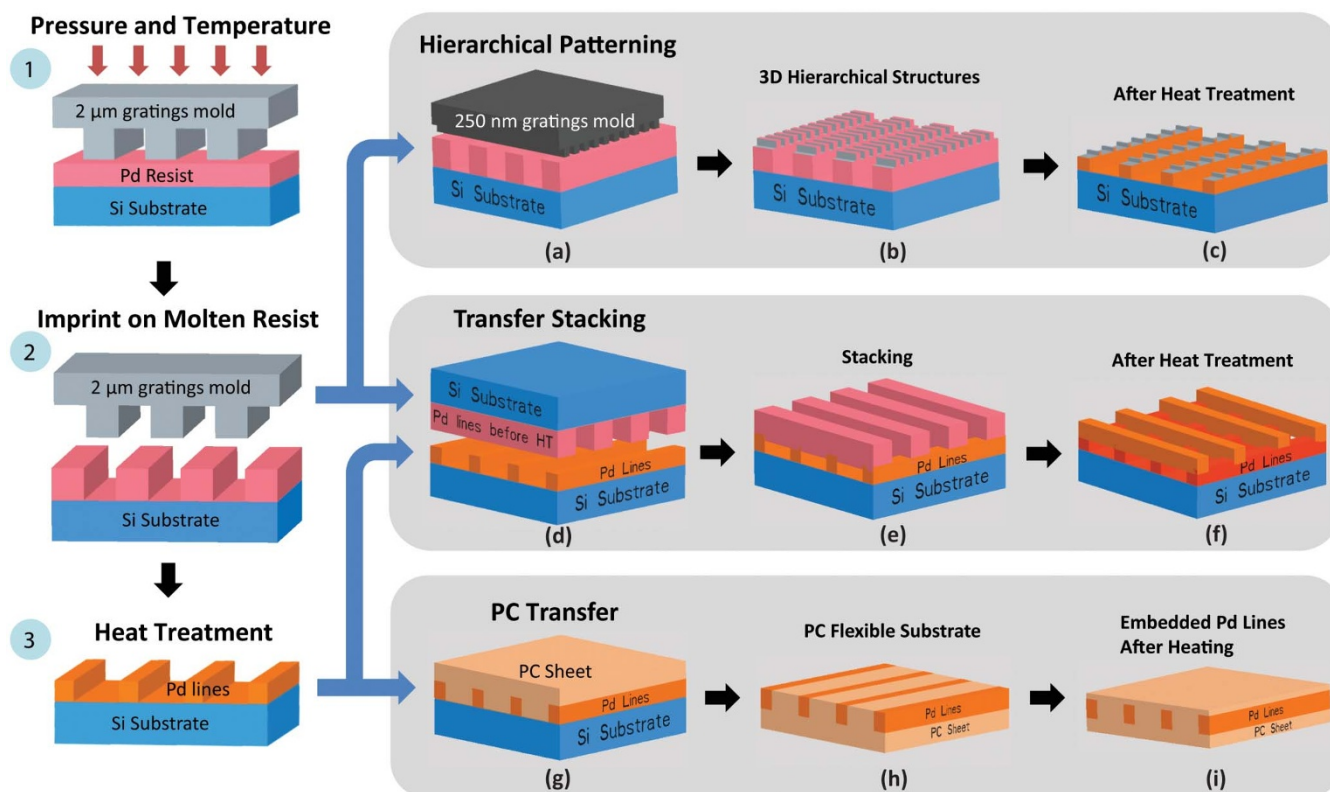 Pressure and Temperature
1
2 µm gratings mold
Pd Resist
Si Substrate
Imprint on Molten Resist
2
2 µm gratings mold
Si Substrate
Heat Treatment
3
Pd lines
Si Substrate
Hierarchical Patterning
250 nm gratings mold
Si Substrate
(a)
3D Hierarchical Structures
Si Substrate
(b)
After Heat Treatment
Si Substrate
(c)
Transfer Stacking
Si Substrate
Pd lines before HT
Pd Lines
Si Substrate
(d)
Stacking
Pd Lines
Si Substrate
(e)
After Heat Treatment
Pd Lines
Si Substrate
(f)
PC Transfer
PC Sheet
Pd Lines
Si Substrate
(g)
PC Flexible Substrate
Pd Lines
PC Sheet
(h)
Embedded Pd Lines
After Heating
Pd Lines
PC Sheet
(i)